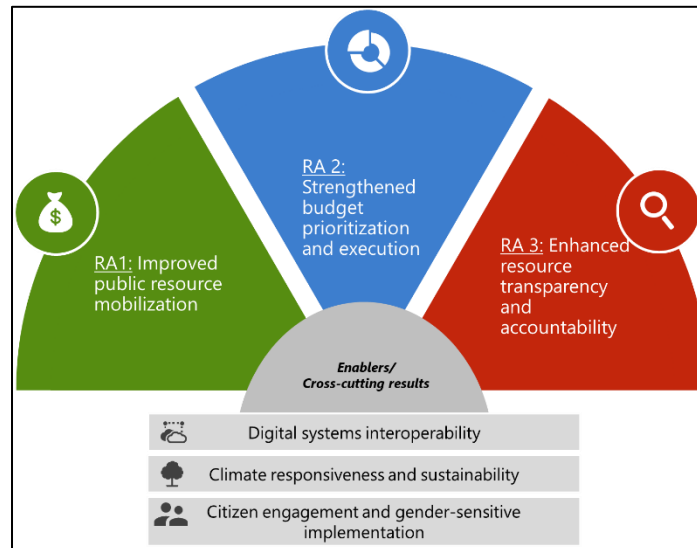 RA1: Improved
public resource
mobilization
RA 2:
Strengthened
budget
prioritization
and execution
RA 3: Enhanced
resource
transparency
and
accountability
Enablers/
Cross-cutting results
Digital systems interoperability
Climate responsiveness and sustainability
Citizen engagement and gender-sensitive
implementation